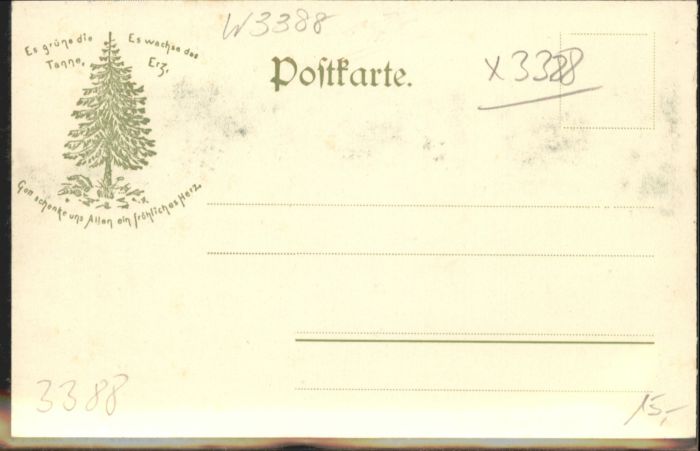 W3388
Es grüne die
Tanne,
Es wachse das
Erz,
Gott schenke uns Allen ein fröhliches Herz.
Postkarte.
X3388
3388
15,-